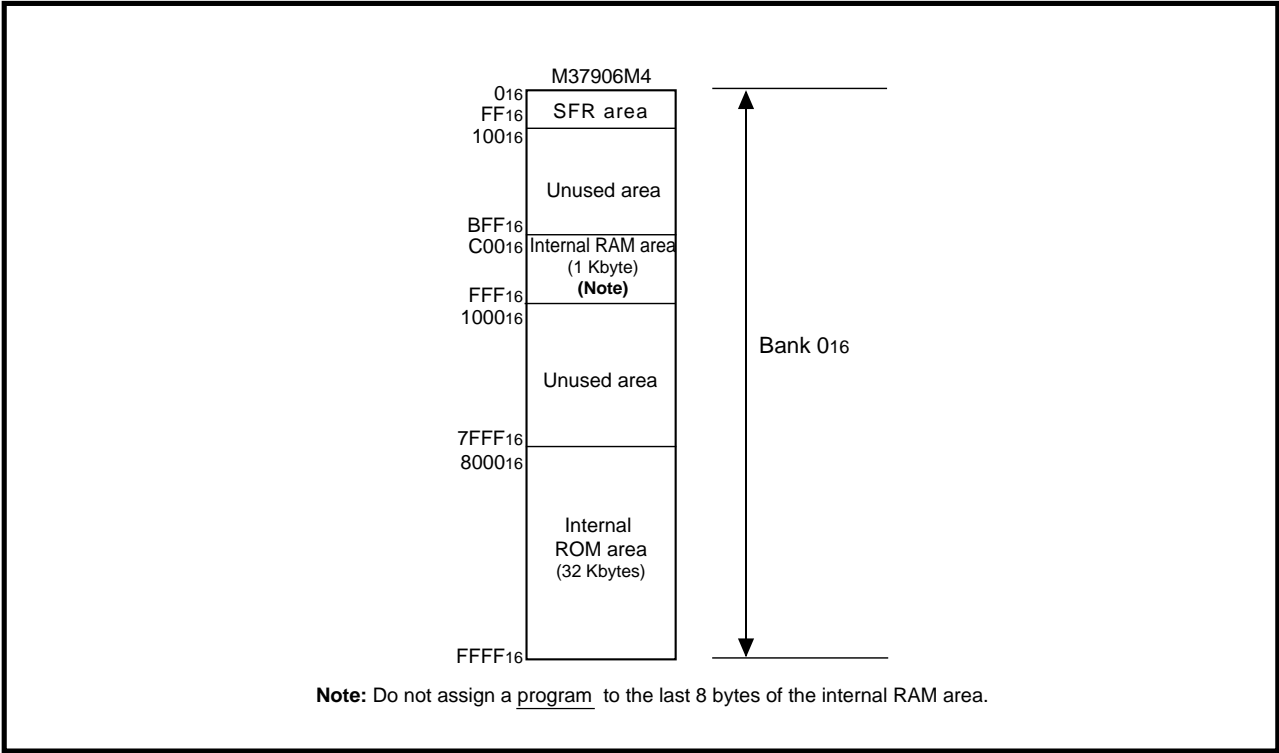 M37906M4
016
FF16
SFR area
10016
Unused area
BFF16
C0016
Internal RAM area
(1 Kbyte)
(Note)
FFF16
100016
Bank 016
Unused area
7FFF16
800016
Internal
ROM area
(32 Kbytes)
FFFF16
Note: Do not assign a program to the last 8 bytes of the internal RAM area.